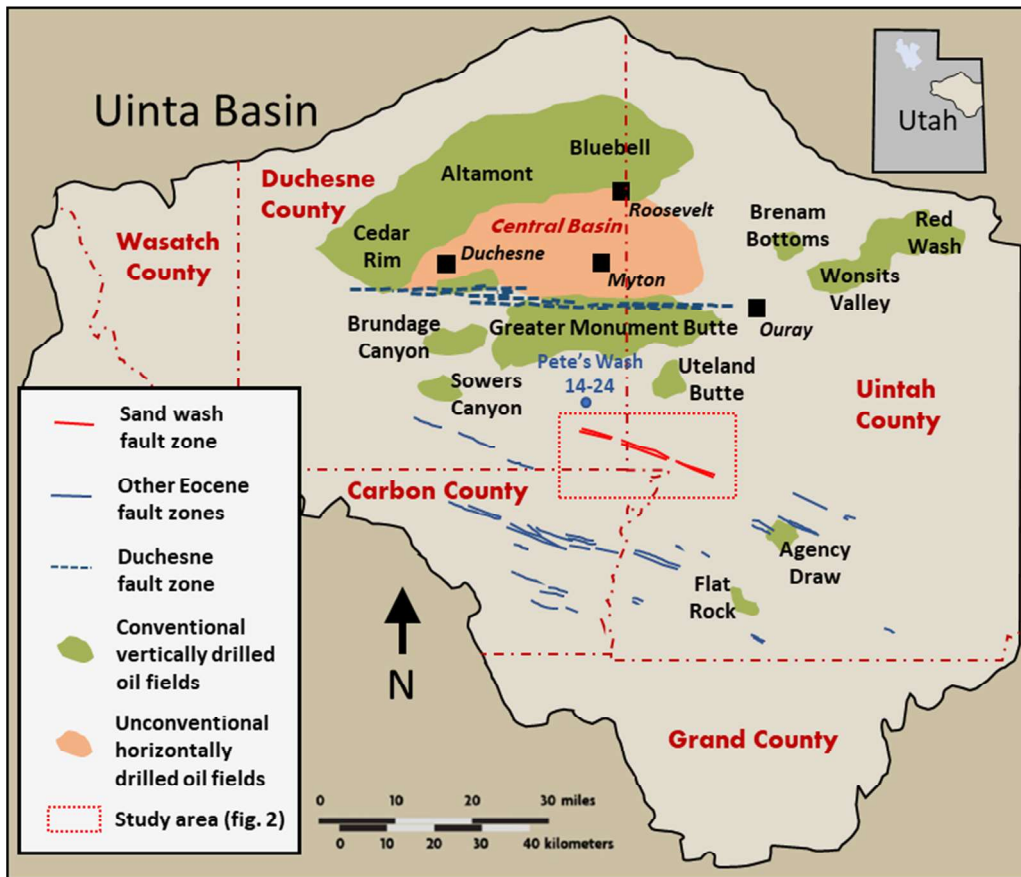 Uinta Basin
Utah
Bluebell
Altamont
Duchesne
County
Roosevelt
Brenam
Bottoms
Red
Wash
Central Basin
Wasatch
County
Cedar
Rim
Duchesne
Myton
Wonsits
Valley
Ouray
Brundage
Canyon
Greater Monument Butte
Pete's Wash
14-24
Uteland
Butte
Sowers
Canyon
Uintah
County
Carbon County
Agency
Draw
Flat
Rock
Grand County
N
Sand wash
fault zone
Other Eocene
fault zones
Duchesne
fault zone
Conventional
vertically drilled
oil fields
Unconventional
horizontally
drilled oil fields
Study area (fig. 2)
0 10 20 30 miles
0 10 20 30 40 kilometers